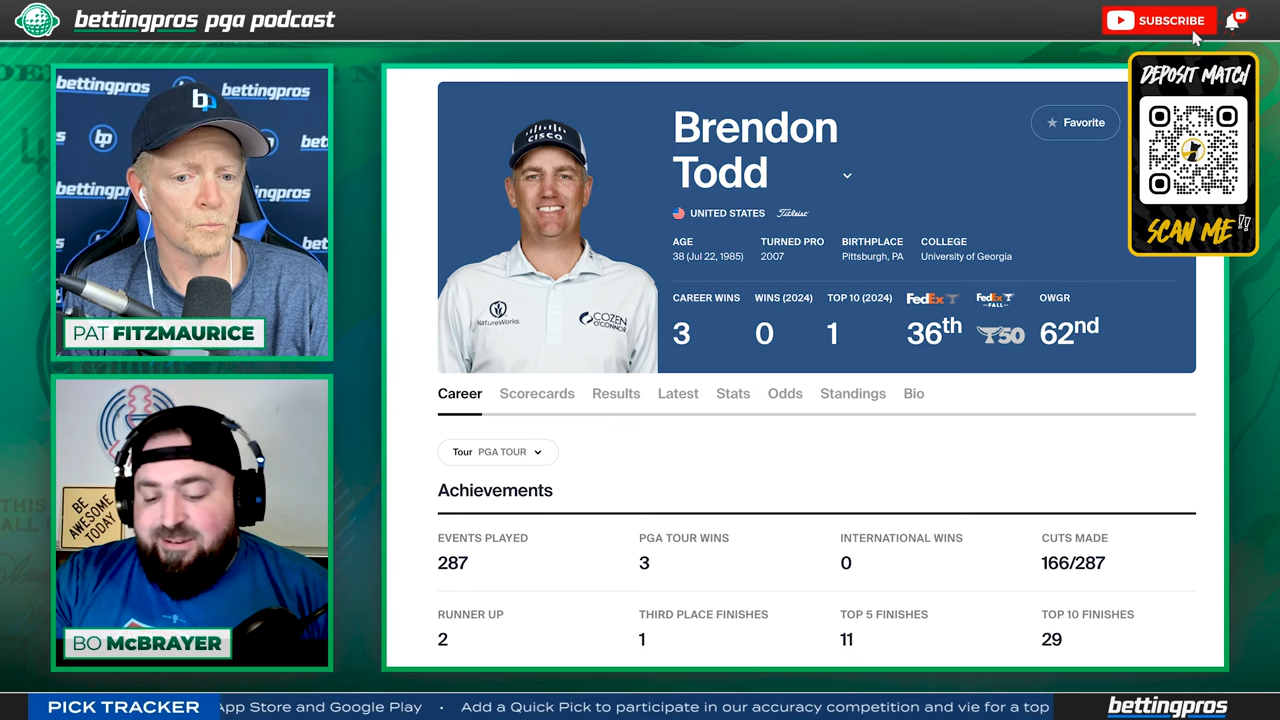 bettingpros pga podcast
SUBSCRIBE
DEPOSIT MATCH
SCAN ME !!
bettingpros
bettingpros
bp
bp
bettingpros
bettingpros
PAT FITZMAURICE
BE
AWESOME
TODAY
BO McBRAYER
Brendon
Todd
Favorite
UNITED STATES Titleist
AGE TURNED PRO BIRTHPLACE COLLEGE
38 (Jul 22, 1985) 2007 Pittsburgh, PA University of Georgia
CAREER WINS WINS (2024) TOP 10 (2024) FedEx FedEx FALL OWGR
3 0 1 36th 50 62nd
CISCO
NATUREWORKS
COZEN
O'CONNOR
Career Scorecards Results Latest Stats Odds Standings Bio
Tour PGA TOUR
Achievements
EVENTS PLAYED PGA TOUR WINS INTERNATIONAL WINS CUTS MADE
287 3 0 166/287
RUNNER UP THIRD PLACE FINISHES TOP 5 FINISHES TOP 10 FINISHES
2 1 11 29
PICK TRACKER App Store and Google Play • Add a Quick Pick to participate in our accuracy competition and vie for a top bettingpros